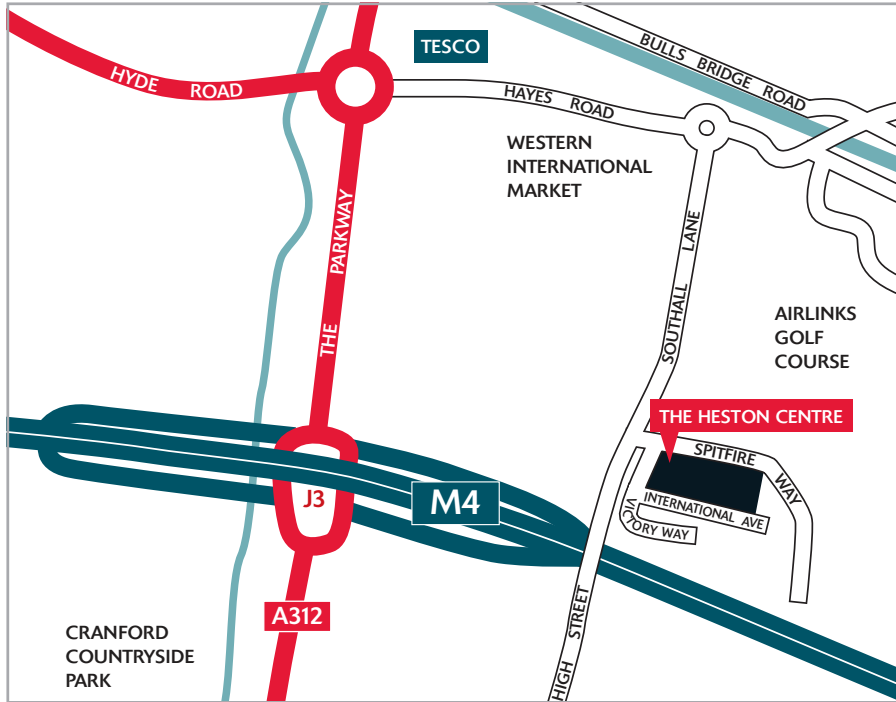 TESCO
BULLS BRIDGE ROAD
HYDE ROAD
HAYES ROAD
WESTERN
INTERNATIONAL
MARKET
THE PARKWAY
SOUTHALL LANE
AIRLINKS
GOLF
COURSE
THE HESTON CENTRE
SPITFIRE WAY
J3
M4
INTERNATIONAL AVE
VICTORY WAY
A312
HIGH STREET
CRANFORD
COUNTRYSIDE
PARK